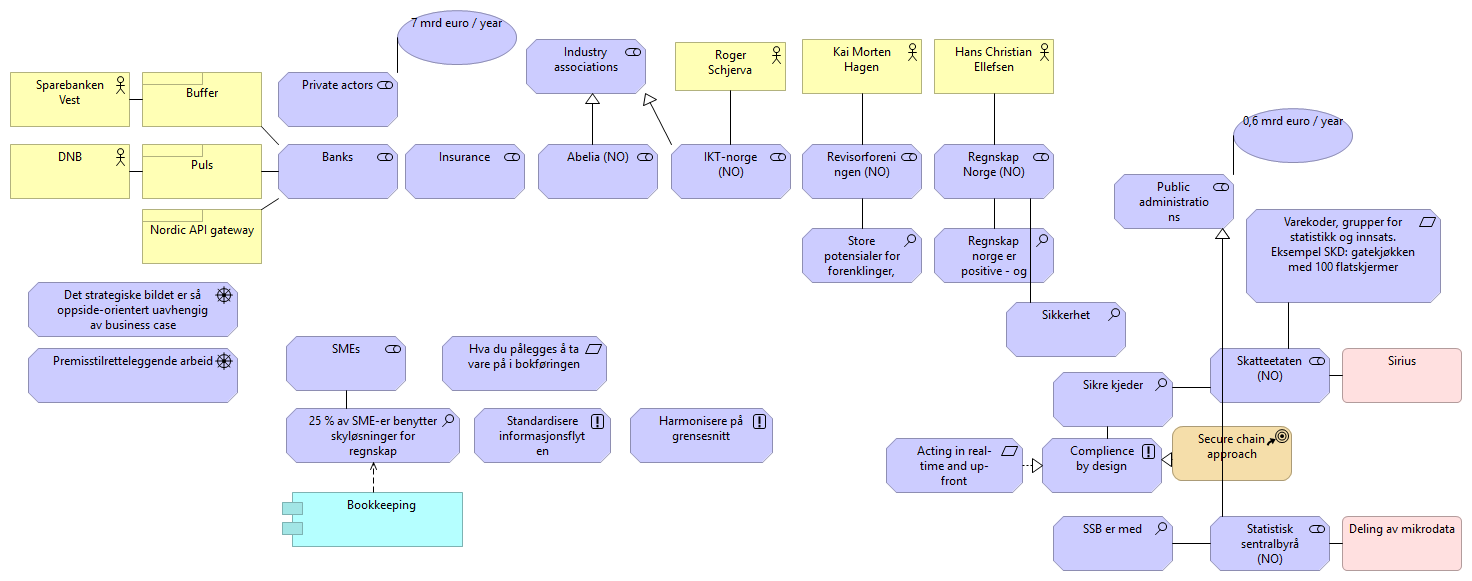 7 mrd euro / year
Industry
associations
Roger
Schjerva
Kai Morten
Hagen
Hans Christian
Ellefsen
Sparebanken
Vest
Buffer
Private actors
0,6 mrd euro / year
DNB
Puls
Banks
Insurance
Abelia (NO)
IKT-norge
(NO)
Revisorforeni
ngen (NO)
Regnskap
Norge (NO)
Public
administratio
ns
Nordic API gateway
Store
potensialer for
forenklinger,
Regnskap
norge er
positive - og
Varekoder, grupper for
statistikk og innsats.
Eksempel SKD: gatekjøkken
med 100 flatskjermer
Det strategiske bildet er så
oppside-orientert uavhengig
av business case
Sikkerhet
Premisstilretteleggende arbeid
SMEs
Hva du pålegges å ta
vare på i bokføringen
Skatteetaten
(NO)
Sirius
Sikre kjeder
25 % av SME-er benytter
skyløsninger for
regnskap
Standardisere
informasjonsflyt
en
Harmonisere på
grensesnitt
Acting in real-
time and up-
front
Complience
by design
Secure chain
approach
Bookkeeping
SSB er med
Statistisk
sentralbyrå
(NO)
Deling av mikrodata